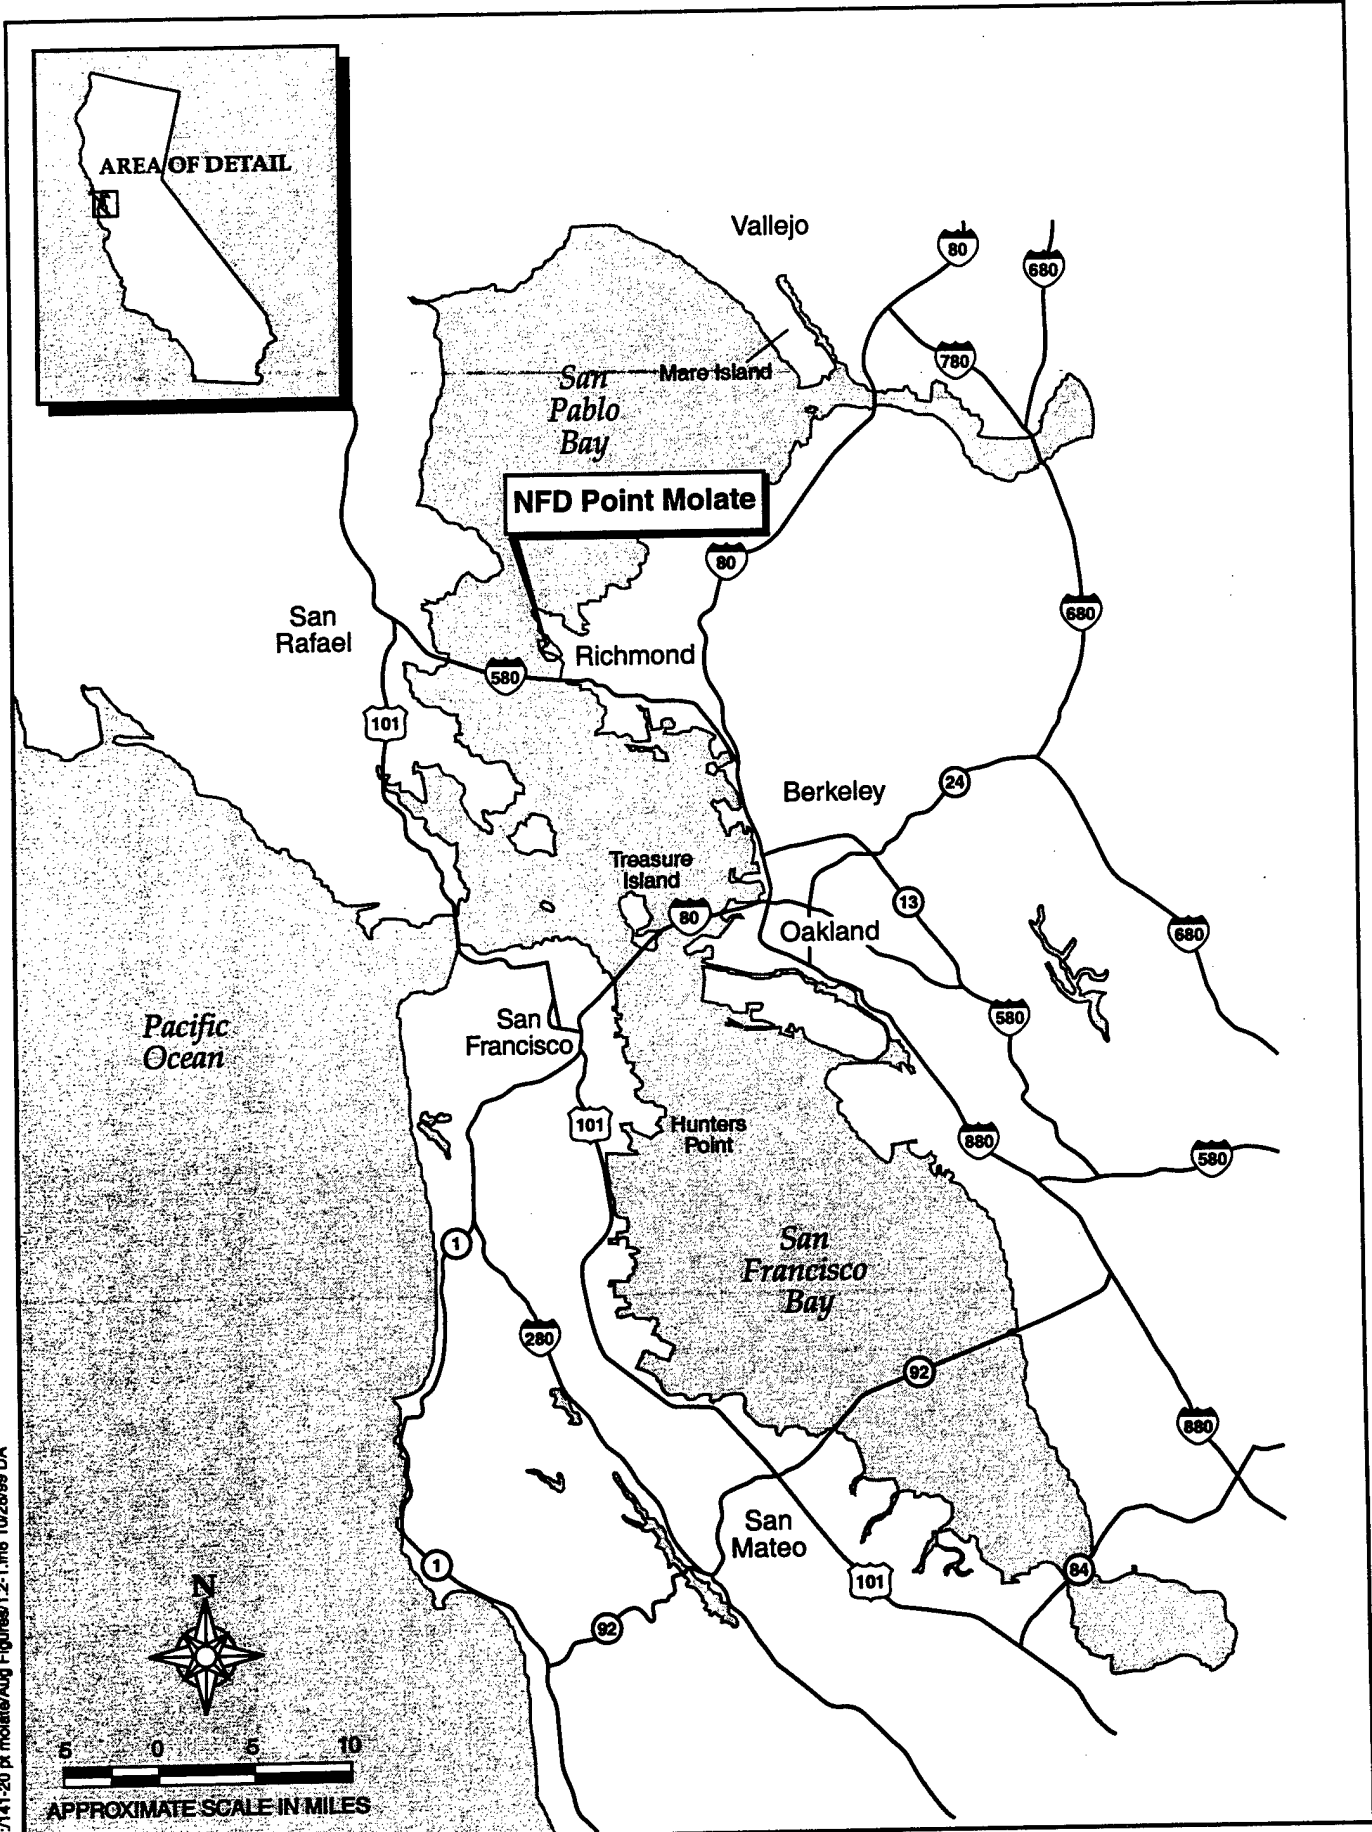 AREA OF DETAIL
Vallejo
80
680
780
Mare Island
San
Pablo
Bay
NFD Point Molate
80
680
San
Rafael
Richmond
580
101
Berkeley
24
Treasure
Island
80
13
Oakland
680
Pacific
Ocean
San
Francisco
580
101
Hunters
Point
880
580
1
San
Francisco
Bay
280
92
880
San
Mateo
1
101
84
N
92
5 0 5 10
APPROXIMATE SCALE IN MILES